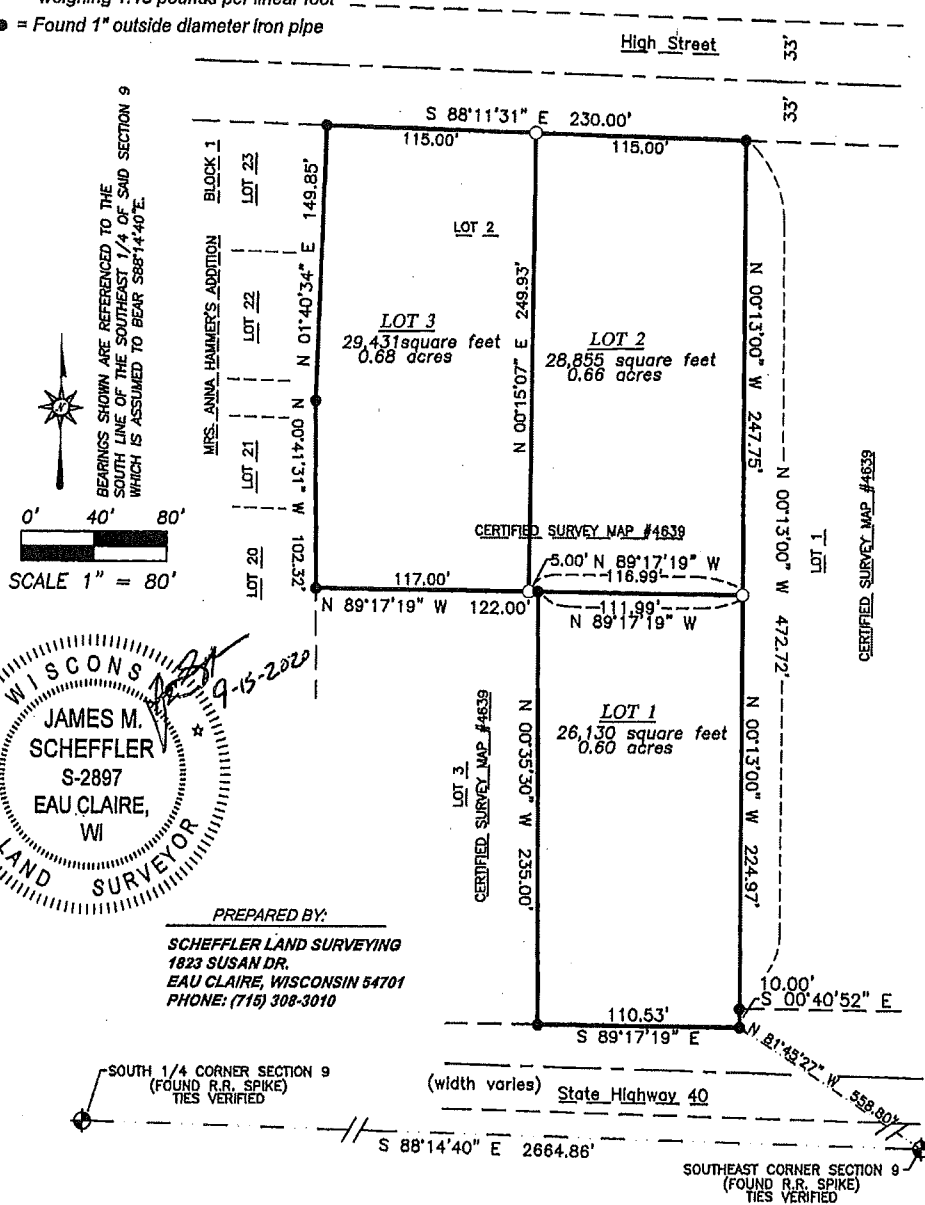 weighing 1.13 pounds per linear foot
= Found 1" outside diameter iron pipe
High Street
33'
33'
S 88°11'31" E 230.00'
115.00'
115.00'
BEARINGS SHOWN ARE REFERENCED TO THE
SOUTH LINE OF THE SOUTHEAST 1/4 OF SAID SECTION 9
WHICH IS ASSUMED TO BEAR S88°14'40"E.
MRS. ANNA HAMMER'S ADDITION
BLOCK 1
LOT 23
LOT 22
LOT 21
LOT 20
N 01°40'34" E 149.85'
N 00°41'31" W 102.32'
LOT 2
LOT 3
29,431 square feet
0.68 acres
N 00°15'07" E 249.93'
LOT 2
28,855 square feet
0.66 acres
N 00°13'00" W 247.75'
N 00°13'00" W 472.72'
LOT 1
CERTIFIED SURVEY MAP #4639
N
0' 40' 80'
SCALE 1" = 80'
CERTIFIED SURVEY MAP #4639
5.00' N 89°17'19" W
116.99'
117.00'
N 89°17'19" W 122.00'
111.99'
N 89°17'19" W
WISCONS
JAMES M.
SCHEFFLER
S-2897
EAU CLAIRE,
WI
LAND SURVEYOR
9-15-2020
LOT 3
CERTIFIED SURVEY MAP #4639
N 00°35'30" W 235.00'
LOT 1
26,130 square feet
0.60 acres
N 00°13'00" W 224.97'
PREPARED BY:
SCHEFFLER LAND SURVEYING
1823 SUSAN DR.
EAU CLAIRE, WISCONSIN 54701
PHONE: (715) 308-3010
10.00'
S 00°40'52" E
110.53'
S 89°17'19" E
N 81°45'27" W 558.80'
SOUTH 1/4 CORNER SECTION 9
(FOUND R.R. SPIKE)
TIES VERIFIED
(width varies) State Highway 40
S 88°14'40" E 2664.86'
SOUTHEAST CORNER SECTION 9
(FOUND R.R. SPIKE)
TIES VERIFIED